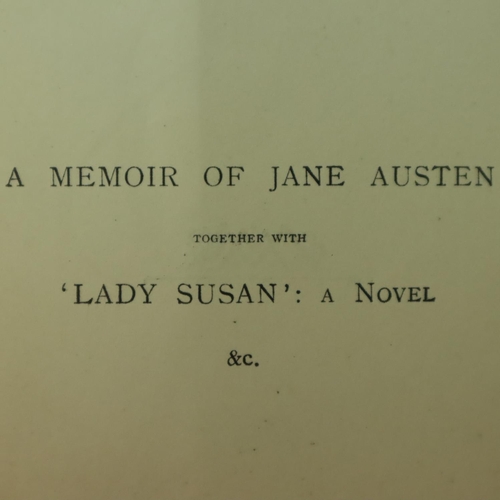 A MEMOIR OF JANE AUSTEN
TOGETHER WITH
‘LADY SUSAN’: A NOVEL
&c.